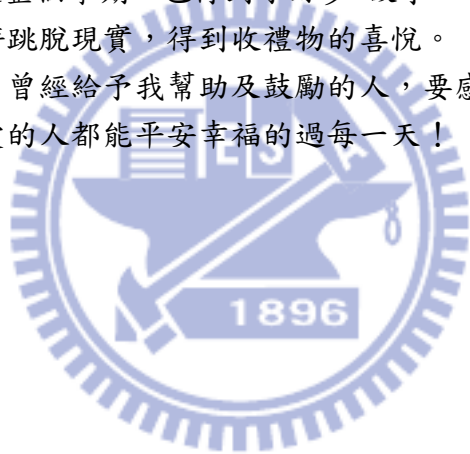 跳脫現實，得到收禮物的喜悅。
曾經給予我幫助及鼓勵的人，要感
的人都能平安幸福的過每一天！
E S
1896